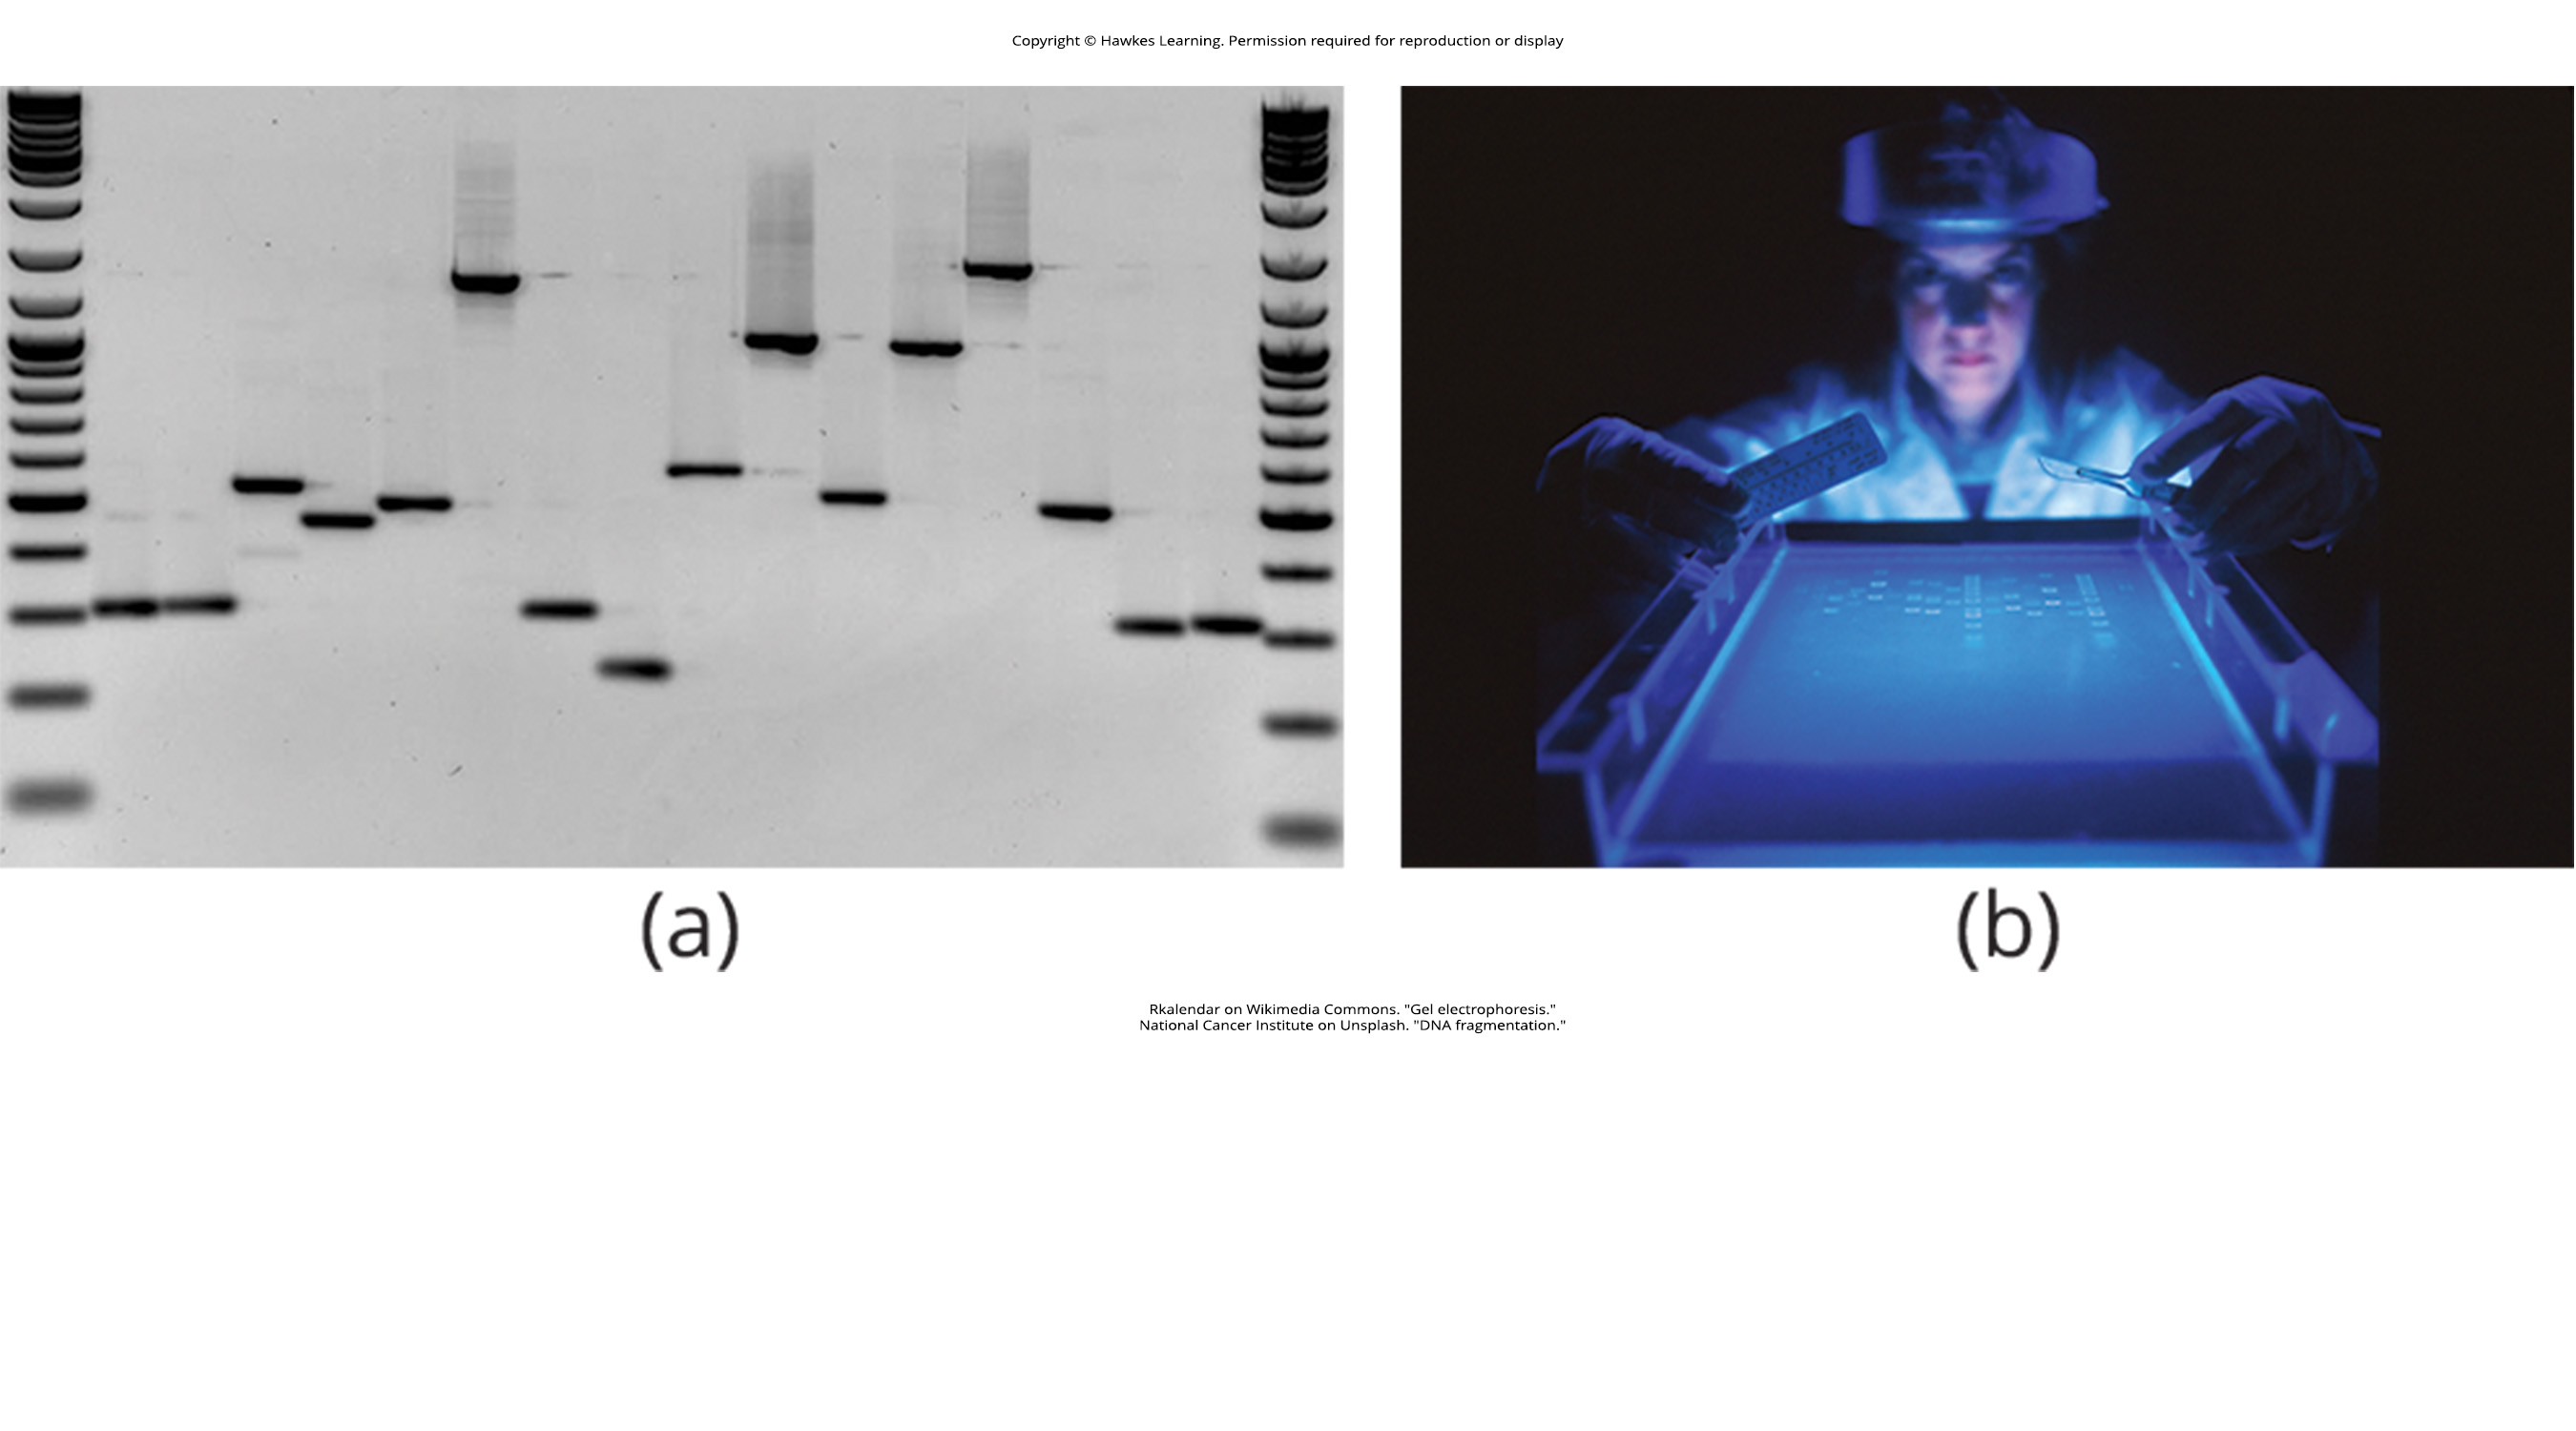 Copyright © Hawkes Learning. Permission required for reproduction or display
(a)
(b)
Rkalendar on Wikimedia Commons. "Gel electrophoresis."
National Cancer Institute on Unsplash. "DNA fragmentation."